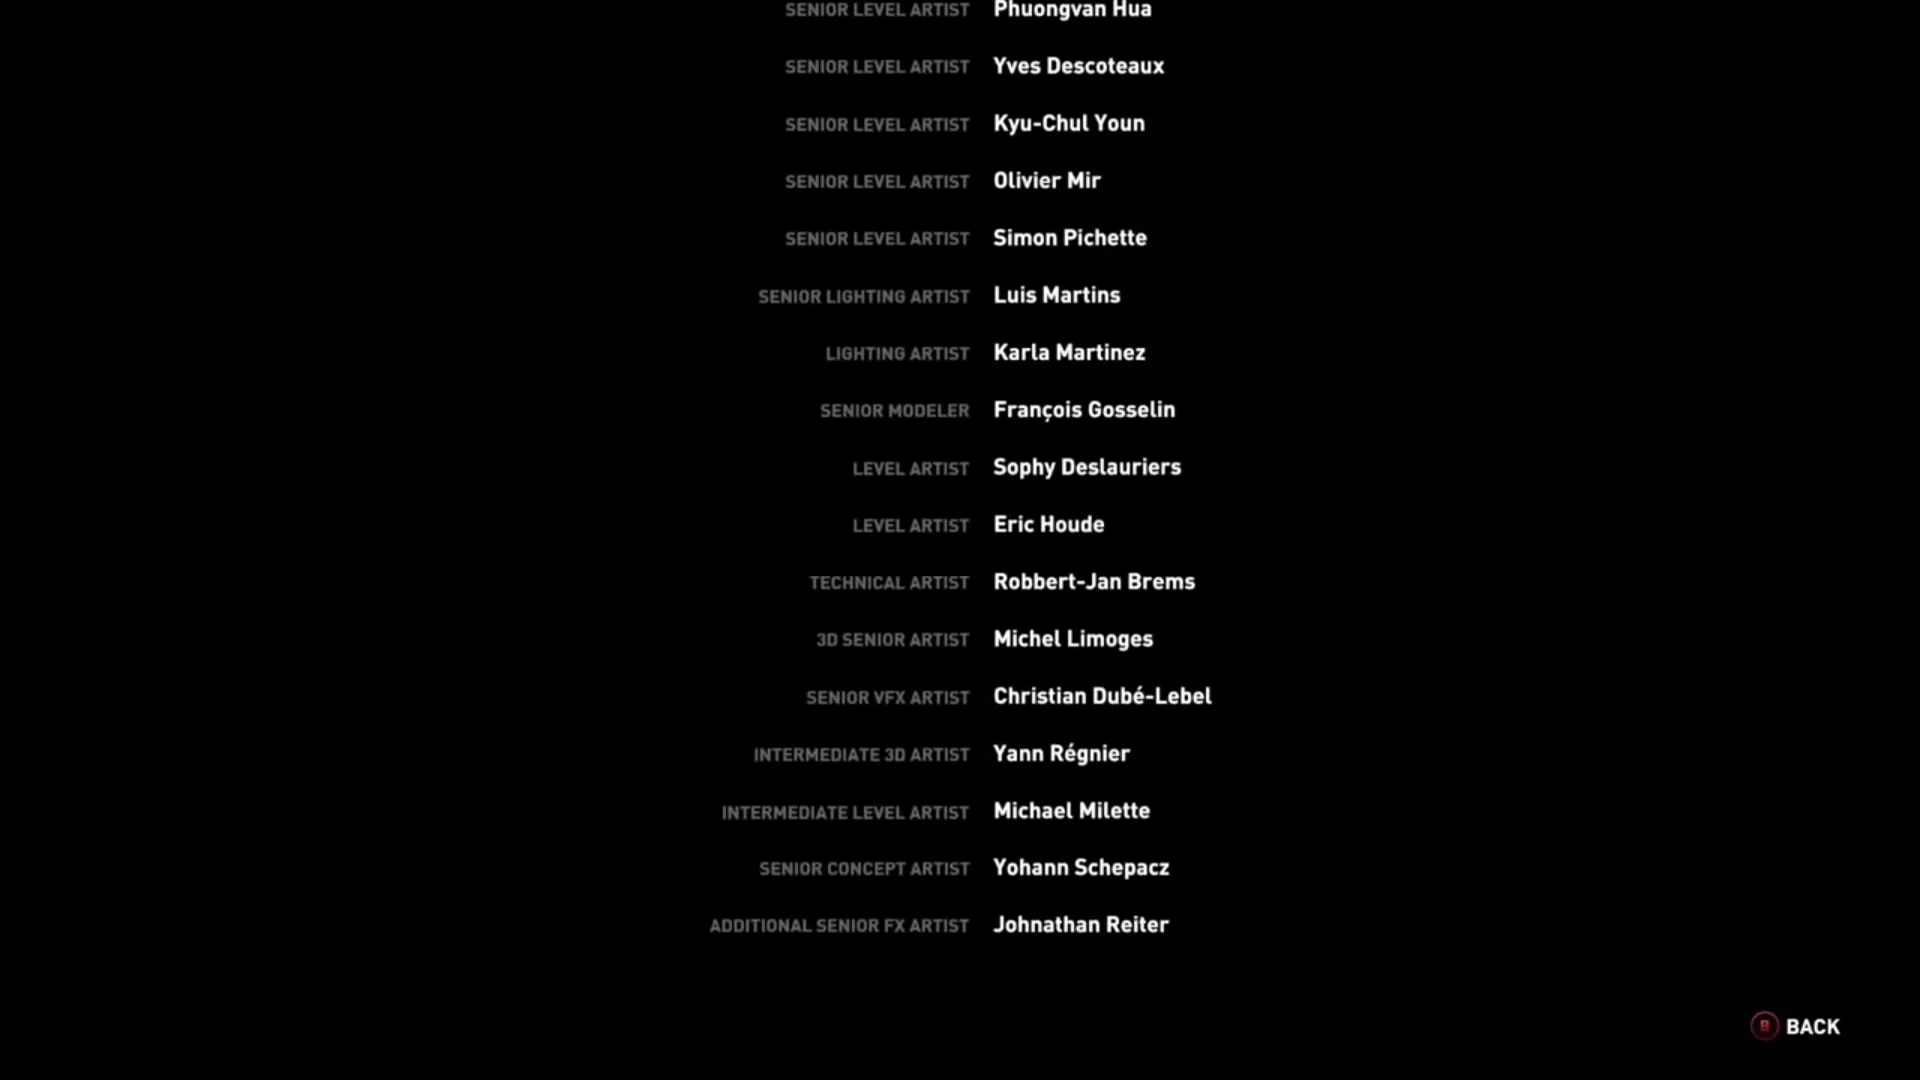 SENIOR LEVEL ARTIST Phuongvan Hua
SENIOR LEVEL ARTIST Yves Descoteaux
SENIOR LEVEL ARTIST Kyu-Chul Youn
SENIOR LEVEL ARTIST Olivier Mir
SENIOR LEVEL ARTIST Simon Pichette
SENIOR LIGHTING ARTIST Luis Martins
LIGHTING ARTIST Karla Martinez
SENIOR MODELER François Gosselin
LEVEL ARTIST Sophy Deslauriers
LEVEL ARTIST Eric Houde
TECHNICAL ARTIST Robbert-Jan Brems
3D SENIOR ARTIST Michel Limoges
SENIOR VFX ARTIST Christian Dubé-Lebel
INTERMEDIATE 3D ARTIST Yann Régnier
INTERMEDIATE LEVEL ARTIST Michael Milette
SENIOR CONCEPT ARTIST Yohann Schepacz
ADDITIONAL SENIOR FX ARTIST Johnathan Reiter
B BACK